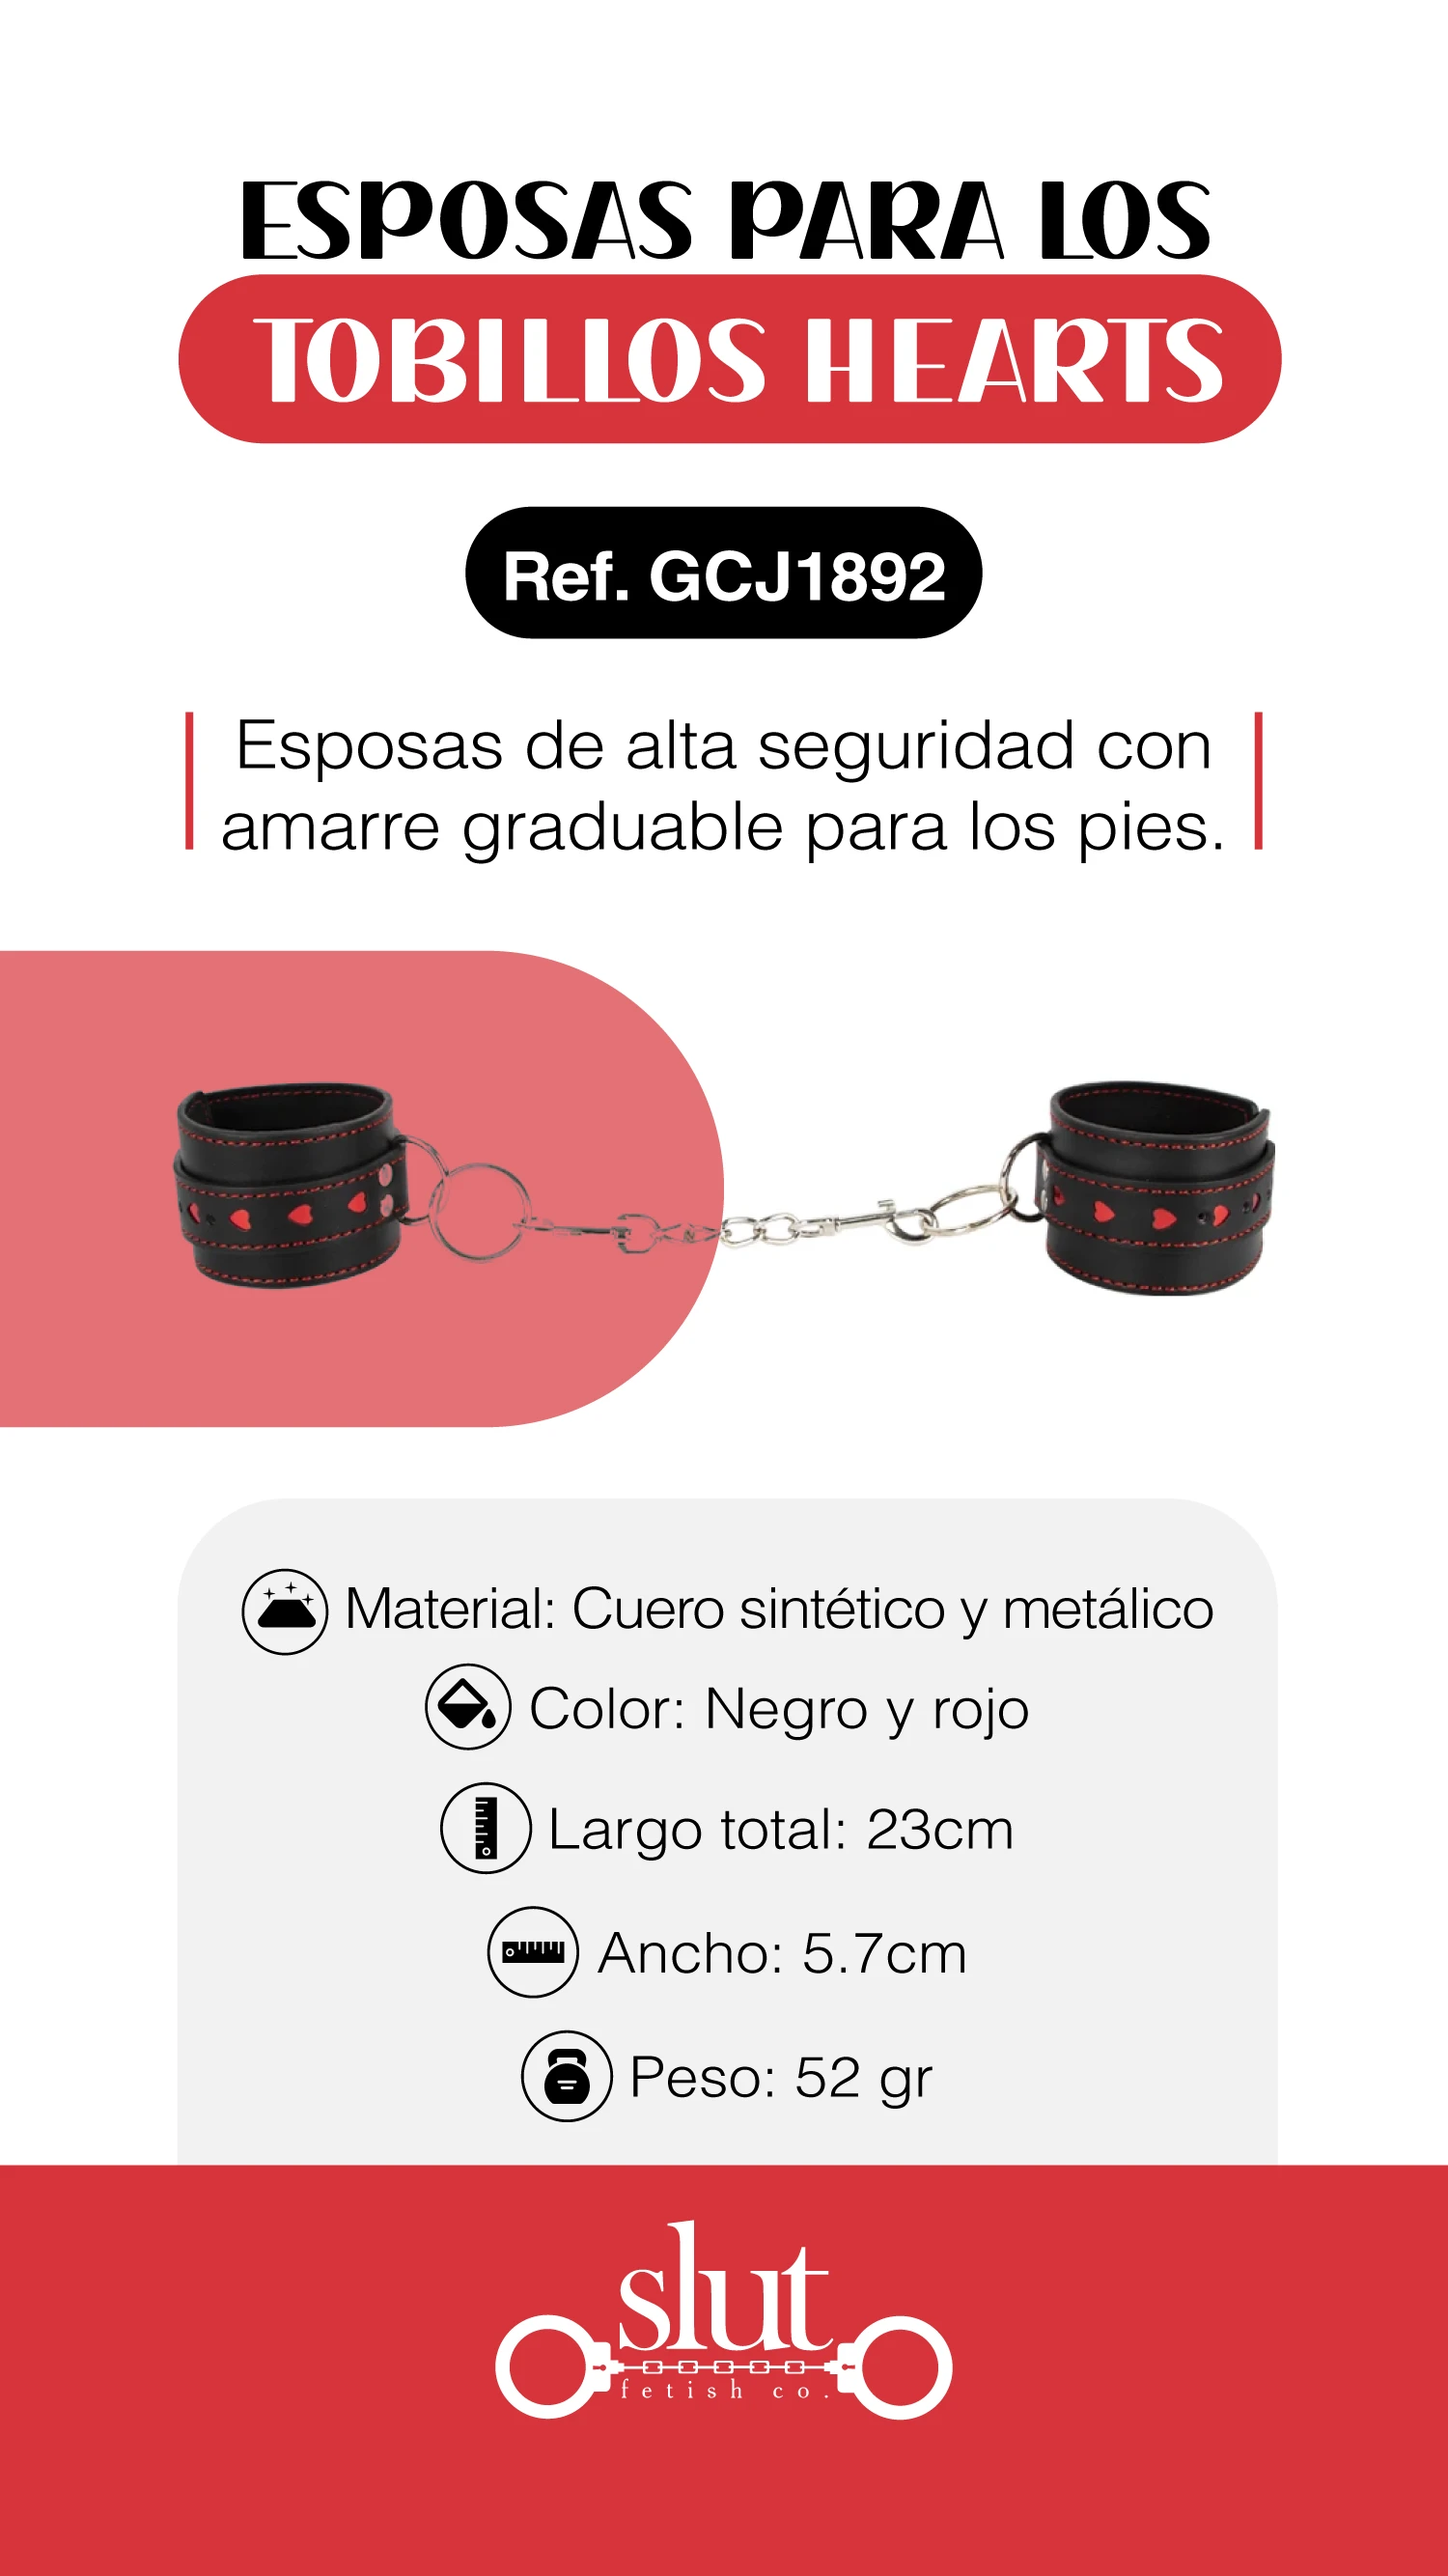 ESPOSAS PARA LOS
TOBILLOS HEARTS
Ref. GCJ1892
Esposas de alta seguridad con
amarre graduable para los pies.
Material: Cuero sintético y metálico
Color: Negro y rojo
Largo total: 23cm
Ancho: 5.7cm
Peso: 52 gr
slut
fetish co.